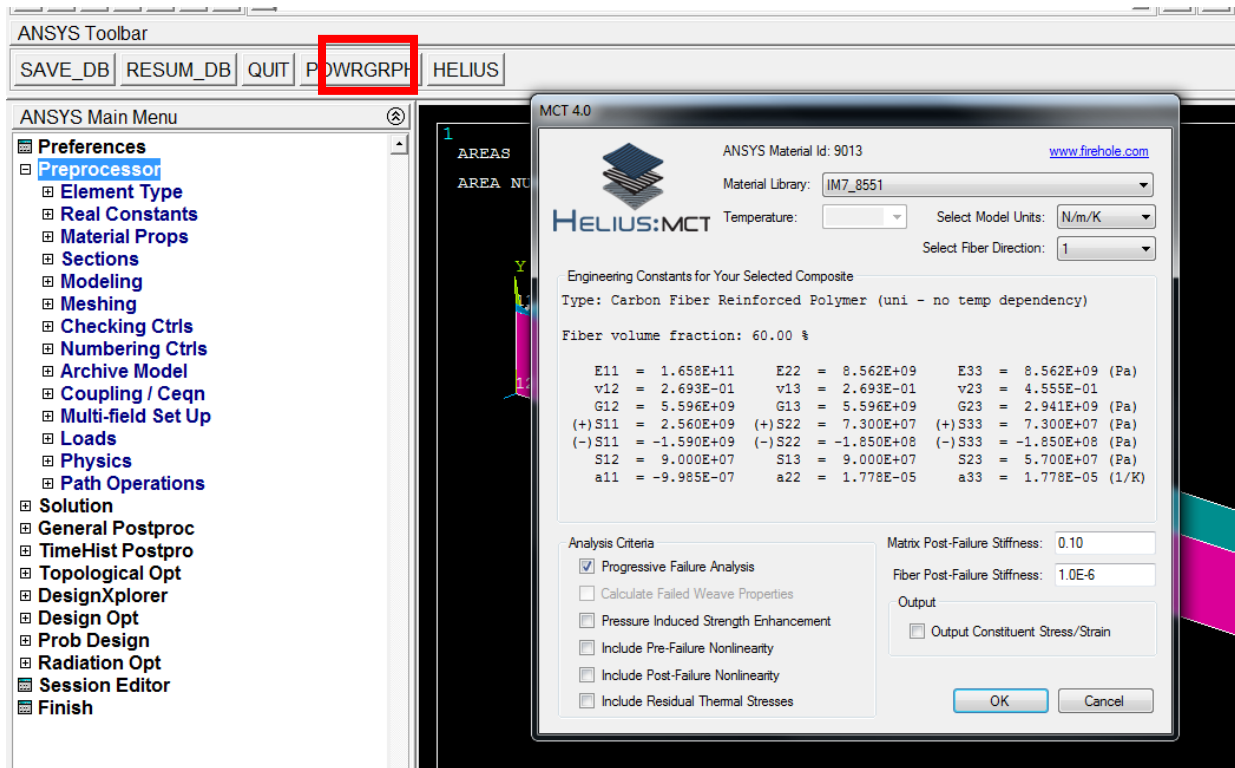 ANSYS Toolbar
SAVE_DB RESUM_DB QUIT POWRGRPH HELIUS
ANSYS Main Menu
Preferences
Preprocessor
Element Type
Real Constants
Material Props
Sections
Modeling
Meshing
Checking Ctrls
Numbering Ctrls
Archive Model
Coupling / Ceqn
Multi-field Set Up
Loads
Physics
Path Operations
Solution
General Postproc
TimeHist Postpro
Topological Opt
DesignXplorer
Design Opt
Prob Design
Radiation Opt
Session Editor
Finish
1
AREAS
AREA NU
Y
MCT 4.0
HELIUS:MCT
ANSYS Material Id: 9013 www.firehole.com
Material Library: IM7_8551
Temperature: Select Model Units: N/m/K
Select Fiber Direction: 1
Engineering Constants for Your Selected Composite
Type: Carbon Fiber Reinforced Polymer (uni - no temp dependency)
Fiber volume fraction: 60.00 %
E11 = 1.658E+11 E22 = 8.562E+09 E33 = 8.562E+09 (Pa)
v12 = 2.693E-01 v13 = 2.693E-01 v23 = 4.555E-01
G12 = 5.596E+09 G13 = 5.596E+09 G23 = 2.941E+09 (Pa)
(+)S11 = 2.560E+09 (+)S22 = 7.300E+07 (+)S33 = 7.300E+07 (Pa)
(-)S11 = -1.590E+09 (-)S22 = -1.850E+08 (-)S33 = -1.850E+08 (Pa)
S12 = 9.000E+07 S13 = 9.000E+07 S23 = 5.700E+07 (Pa)
a11 = -9.985E-07 a22 = 1.778E-05 a33 = 1.778E-05 (1/K)
Analysis Criteria
Progressive Failure Analysis
Calculate Failed Weave Properties
Pressure Induced Strength Enhancement
Include Pre-Failure Nonlinearity
Include Post-Failure Nonlinearity
Include Residual Thermal Stresses
Matrix Post-Failure Stiffness: 0.10
Fiber Post-Failure Stiffness: 1.0E-6
Output
Output Constituent Stress/Strain
OK Cancel